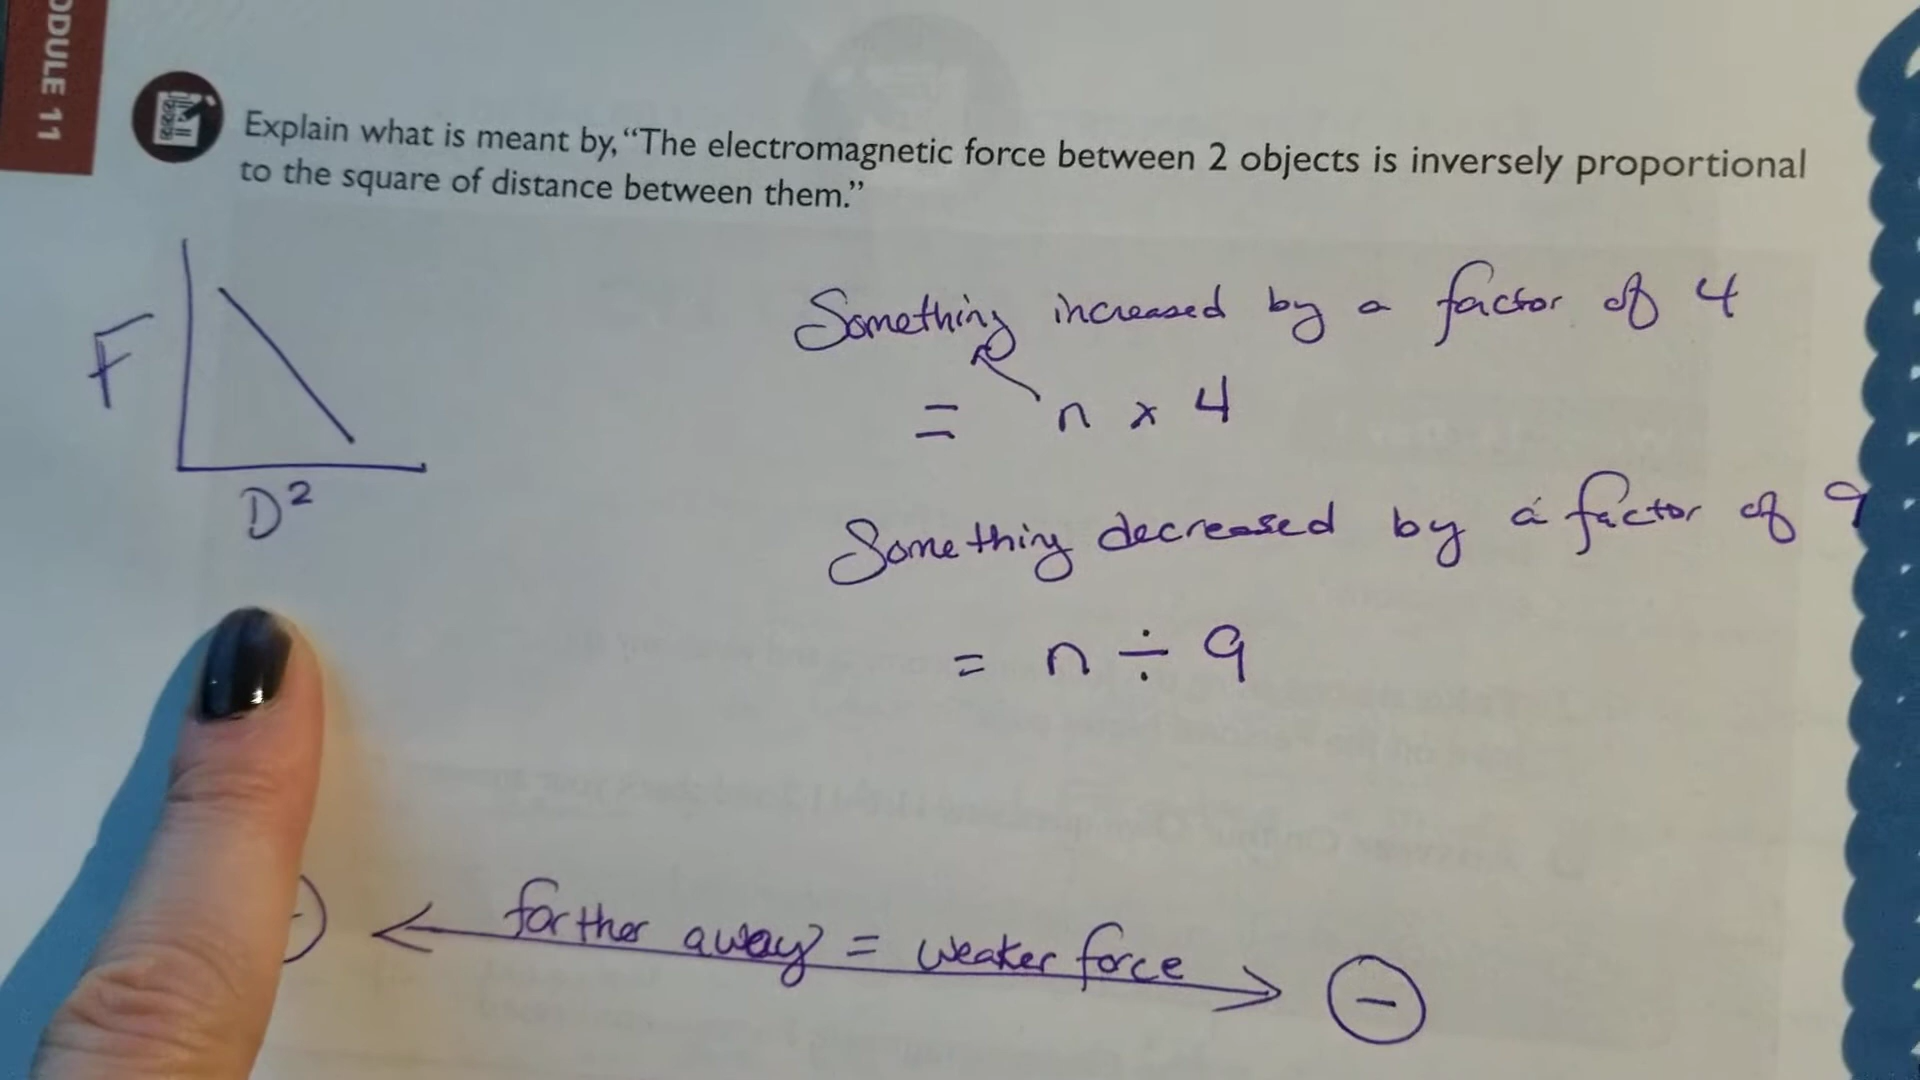 ODULE 11
Explain what is meant by, “The electromagnetic force between 2 objects is inversely proportional
to the square of distance between them.”
F
D²
Something increased by a factor of 4
= n × 4
Something decreased by a factor of 9
= n ÷ 9
farther away = weaker force
−